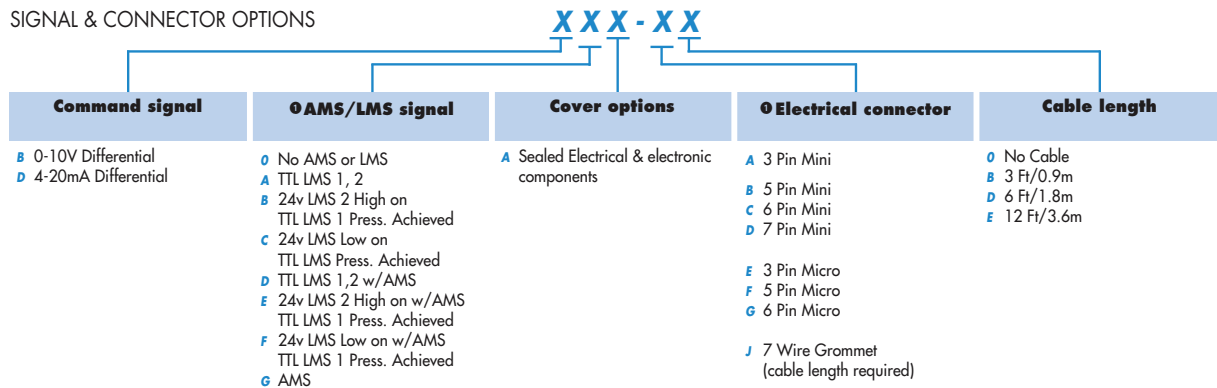 SIGNAL & CONNECTOR OPTIONS
X X X - X X
Command signal
B 0-10V Differential
D 4-20mA Differential
❶AMS/LMS signal
0 No AMS or LMS
A TTL LMS 1, 2
B 24v LMS 2 High on
TTL LMS 1 Press. Achieved
C 24v LMS Low on
TTL LMS Press. Achieved
D TTL LMS 1,2 w/AMS
E 24v LMS 2 High on w/AMS
TTL LMS 1 Press. Achieved
F 24v LMS Low on w/AMS
TTL LMS 1 Press. Achieved
G AMS
Cover options
A Sealed Electrical & electronic
components
❶Electrical connector
A 3 Pin Mini
B 5 Pin Mini
C 6 Pin Mini
D 7 Pin Mini
E 3 Pin Micro
F 5 Pin Micro
G 6 Pin Micro
J 7 Wire Grommet
(cable length required)
Cable length
0 No Cable
B 3 Ft/0.9m
D 6 Ft/1.8m
E 12 Ft/3.6m